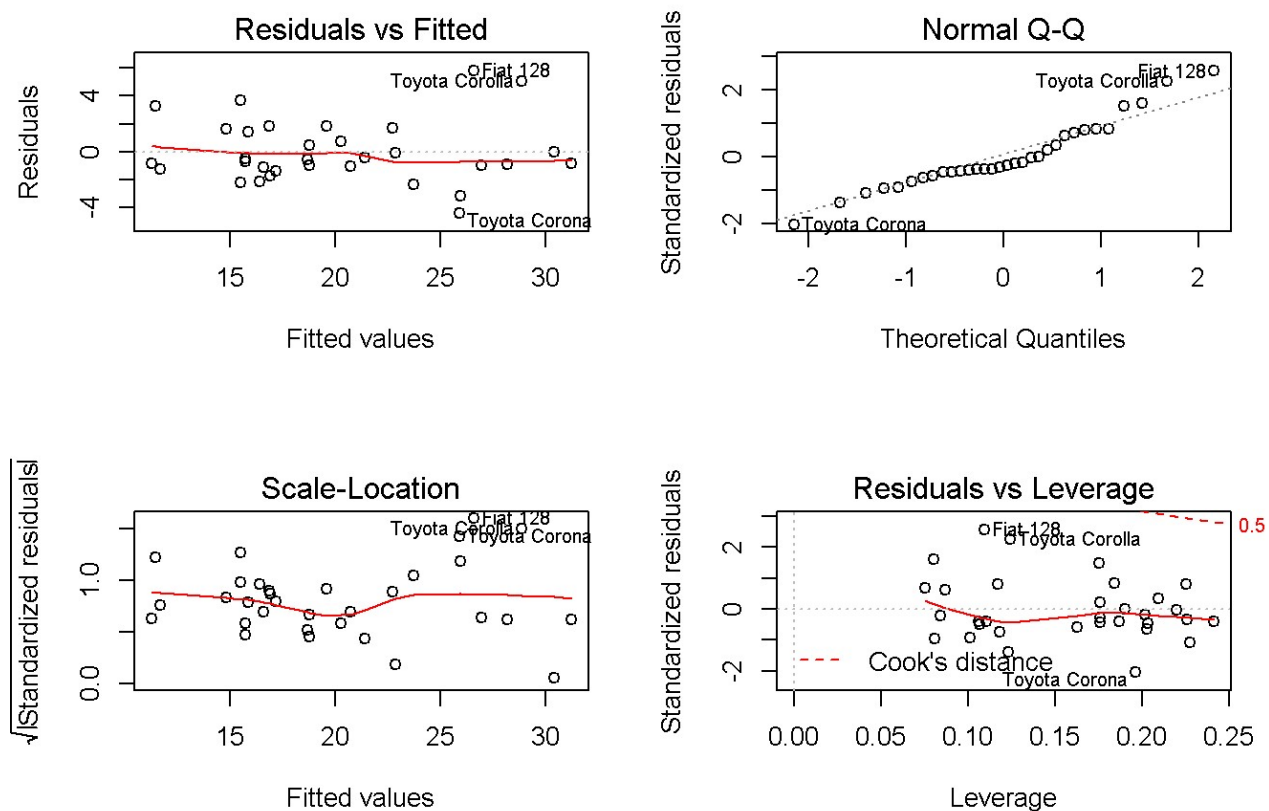 Residuals vs Fitted
Residuals
4
0
-4
Fiat 128
Toyota Corolla
Toyota Corona
15 20 25 30
Fitted values
Normal Q-Q
Standardized residuals
2
0
-2
Fiat 128
Toyota Corolla
Toyota Corona
-2 -1 0 1 2
Theoretical Quantiles
Scale-Location
√|Standardized residuals|
1.0
0.0
Fiat 128
Toyota Corolla
Toyota Corona
15 20 25 30
Fitted values
Residuals vs Leverage
Standardized residuals
2
0
-2
Fiat 128
Toyota Corolla
0.5
Cook's distance
Toyota Corona
0.00 0.05 0.10 0.15 0.20 0.25
Leverage